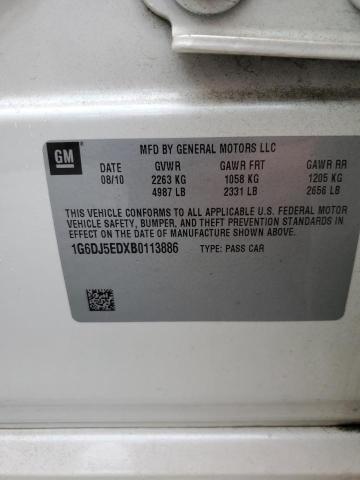 GM
MFD BY GENERAL MOTORS LLC
DATE GVWR GAWR FRT GAWR RR
08/10 2263 KG 1058 KG 1205 KG
4987 LB 2331 LB 2656 LB
THIS VEHICLE CONFORMS TO ALL APPLICABLE U.S. FEDERAL MOTOR
VEHICLE SAFETY, BUMPER, AND THEFT PREVENTION STANDARDS IN
EFFECT ON THE DATE OF MANUFACTURE SHOWN ABOVE.
1G6DJ5EDXB0113886 TYPE: PASS CAR